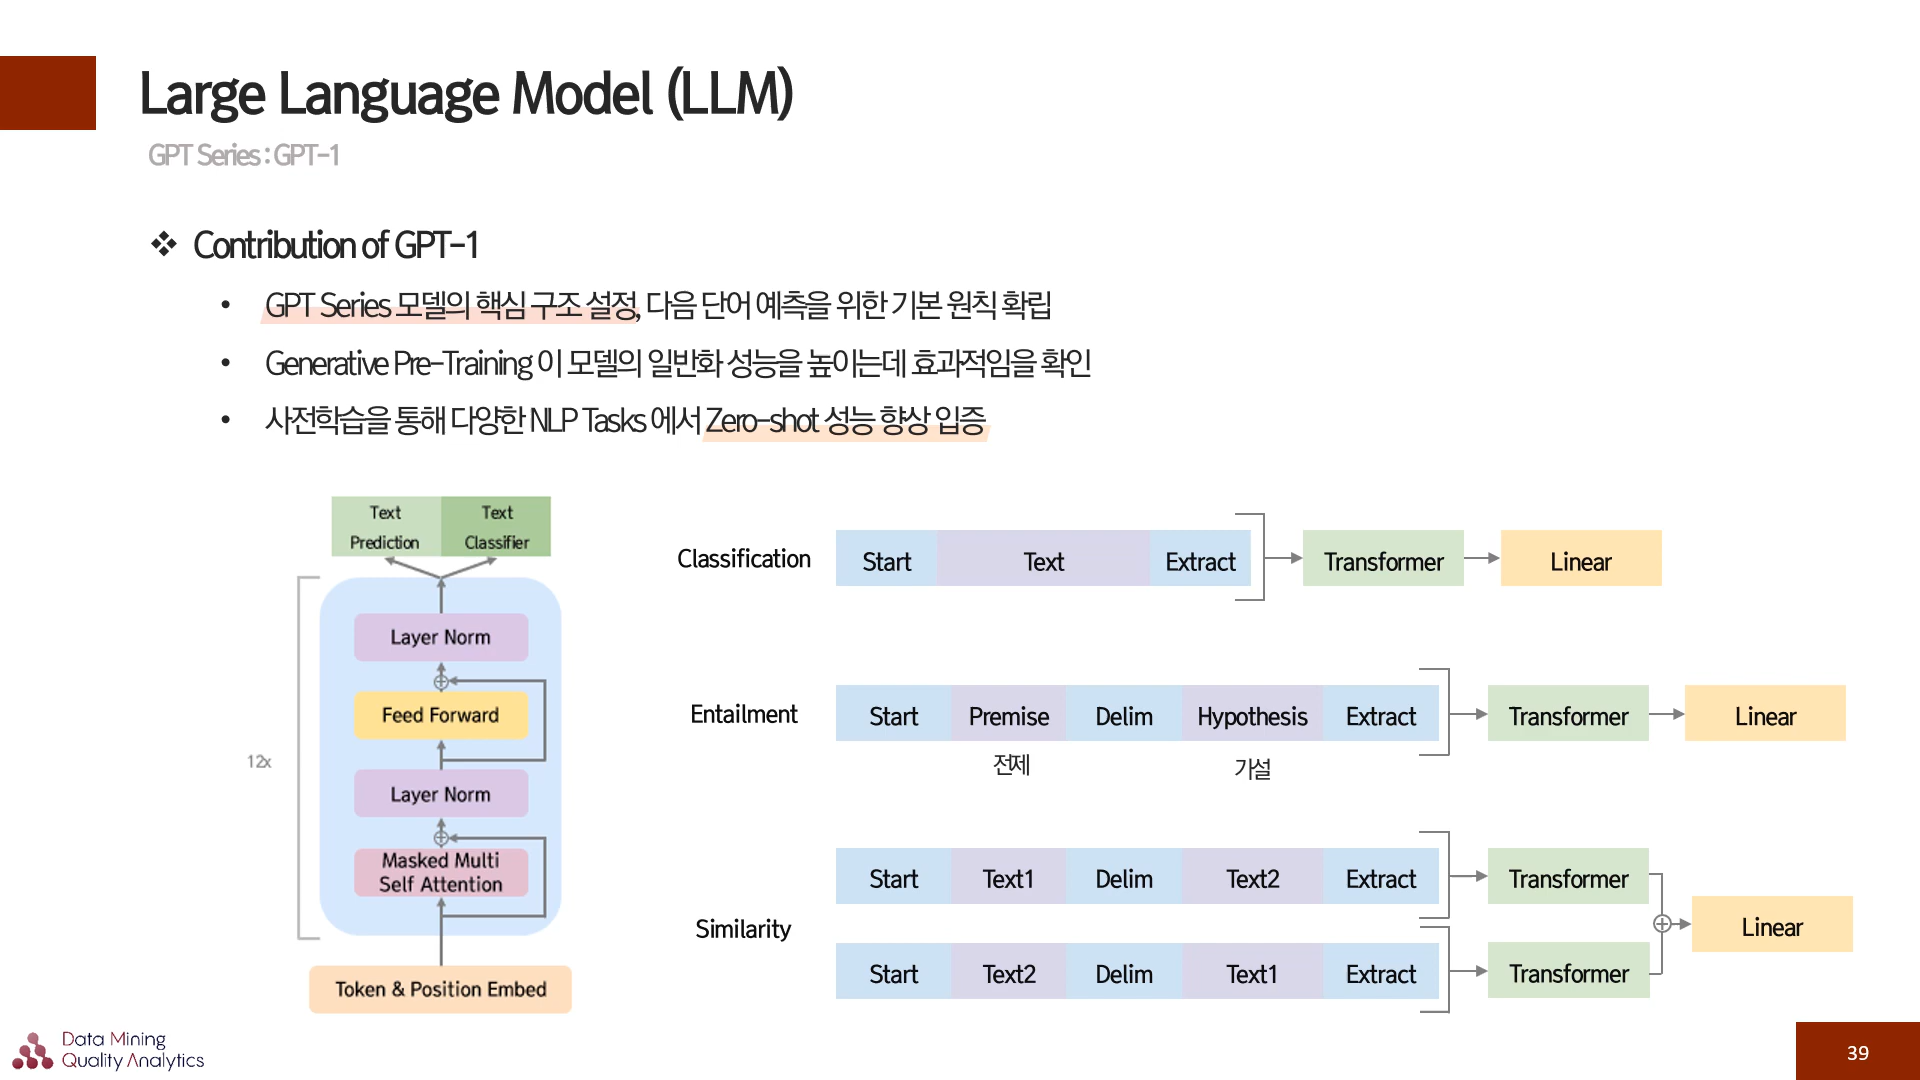 Large Language Model (LLM)
GPT Series : GPT-1
❖ Contribution of GPT-1
• GPT Series 모델의 핵심 구조 설정, 다음 단어 예측을 위한 기본 원칙 확립
• Generative Pre-Training 이 모델의 일반화 성능을 높이는데 효과적임을 확인
• 사전학습을 통해 다양한 NLP Tasks 에서 Zero-shot 성능 향상 입증
Text Prediction
Text Classifier
Layer Norm
Feed Forward
12x
Layer Norm
Masked Multi
Self Attention
Token & Position Embed
Classification Start Text Extract Transformer Linear
Entailment Start Premise Delim Hypothesis Extract Transformer Linear
전제 가설
Start Text1 Delim Text2 Extract Transformer
Similarity Linear
Start Text2 Delim Text1 Extract Transformer
Data Mining
Quality Analytics
39